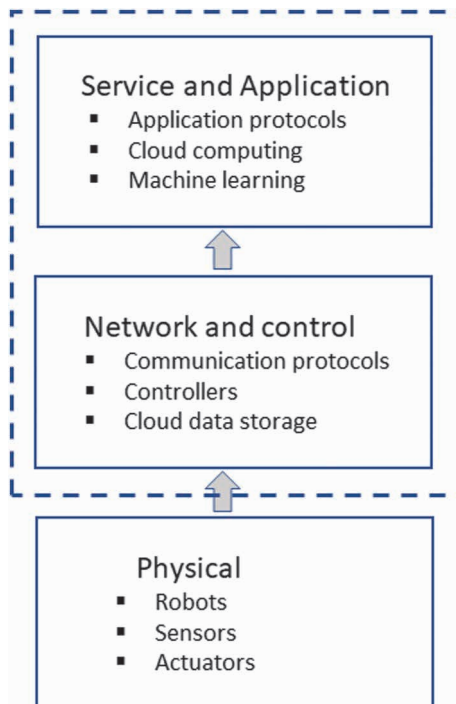 Service and Application
▪ Application protocols
▪ Cloud computing
▪ Machine learning
Network and control
▪ Communication protocols
▪ Controllers
▪ Cloud data storage
Physical
▪ Robots
▪ Sensors
▪ Actuators